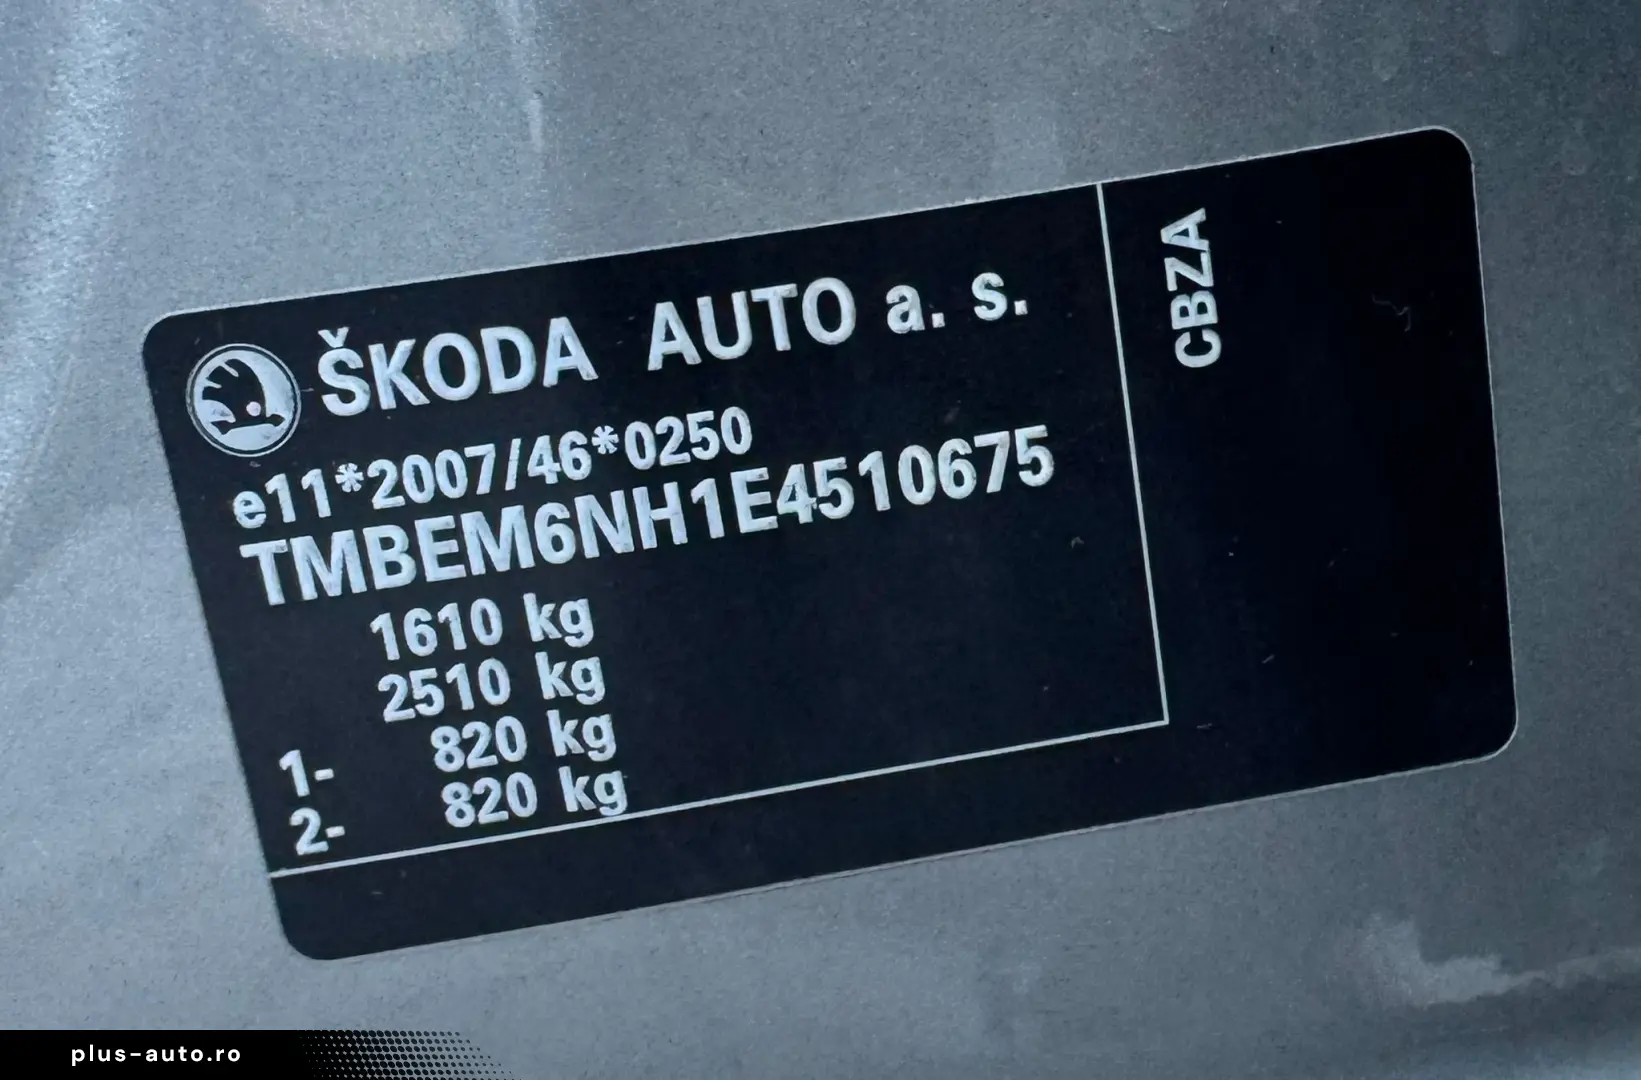 ŠKODA AUTO a. s.
e11*2007/46*0250
TMBEM6NH1E4510675
1610 kg
2510 kg
1- 820 kg
2- 820 kg
CBZA
plus-auto.ro